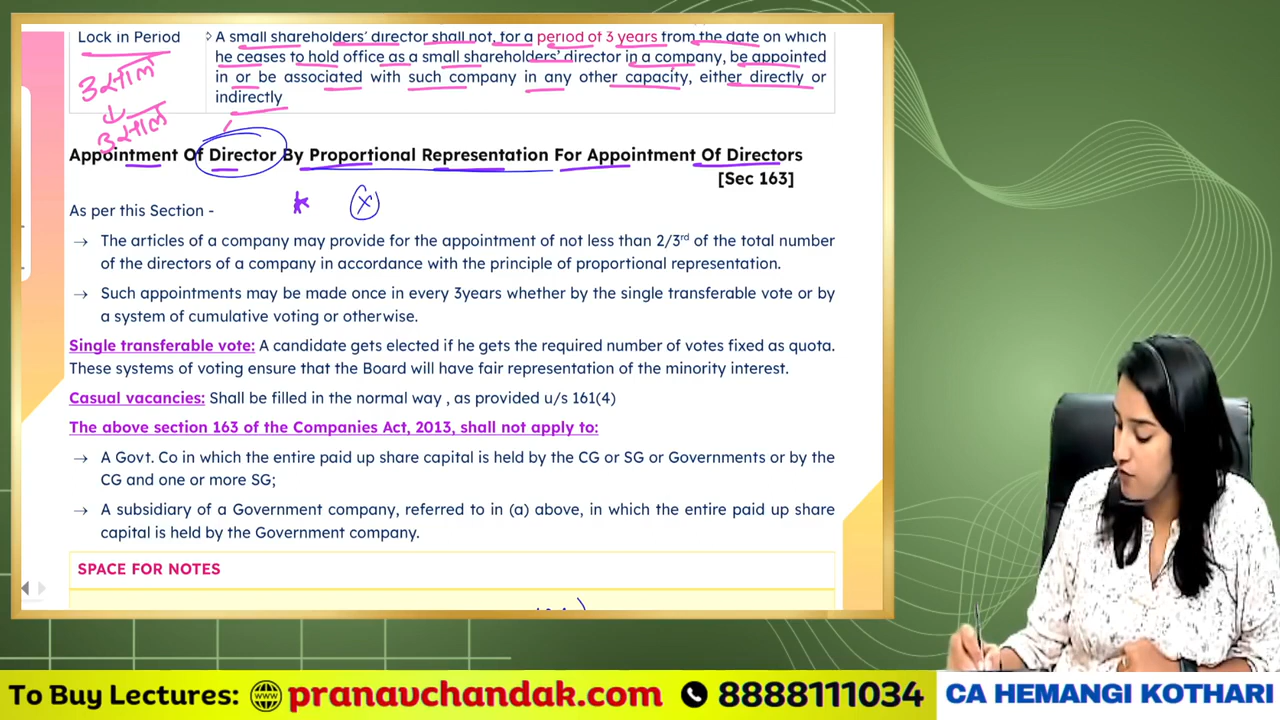 Lock in Period
A small shareholders' director shall not, for a period of 3 years from the date on which
he ceases to hold office as a small shareholders' director in a company, be appointed
in or be associated with such company in any other capacity, either directly or
indirectly
3 साल
↓
3 साल
Appointment Of Director By Proportional Representation For Appointment Of Directors
[Sec 163]
As per this Section -
→ The articles of a company may provide for the appointment of not less than 2/3rd of the total number
of the directors of a company in accordance with the principle of proportional representation.
→ Such appointments may be made once in every 3years whether by the single transferable vote or by
a system of cumulative voting or otherwise.
Single transferable vote: A candidate gets elected if he gets the required number of votes fixed as quota.
These systems of voting ensure that the Board will have fair representation of the minority interest.
Casual vacancies: Shall be filled in the normal way , as provided u/s 161(4)
The above section 163 of the Companies Act, 2013, shall not apply to:
→ A Govt. Co in which the entire paid up share capital is held by the CG or SG or Governments or by the
CG and one or more SG;
→ A subsidiary of a Government company, referred to in (a) above, in which the entire paid up share
capital is held by the Government company.
SPACE FOR NOTES
To Buy Lectures: pranavchandak.com 8888111034 CA HEMANGI KOTHARI